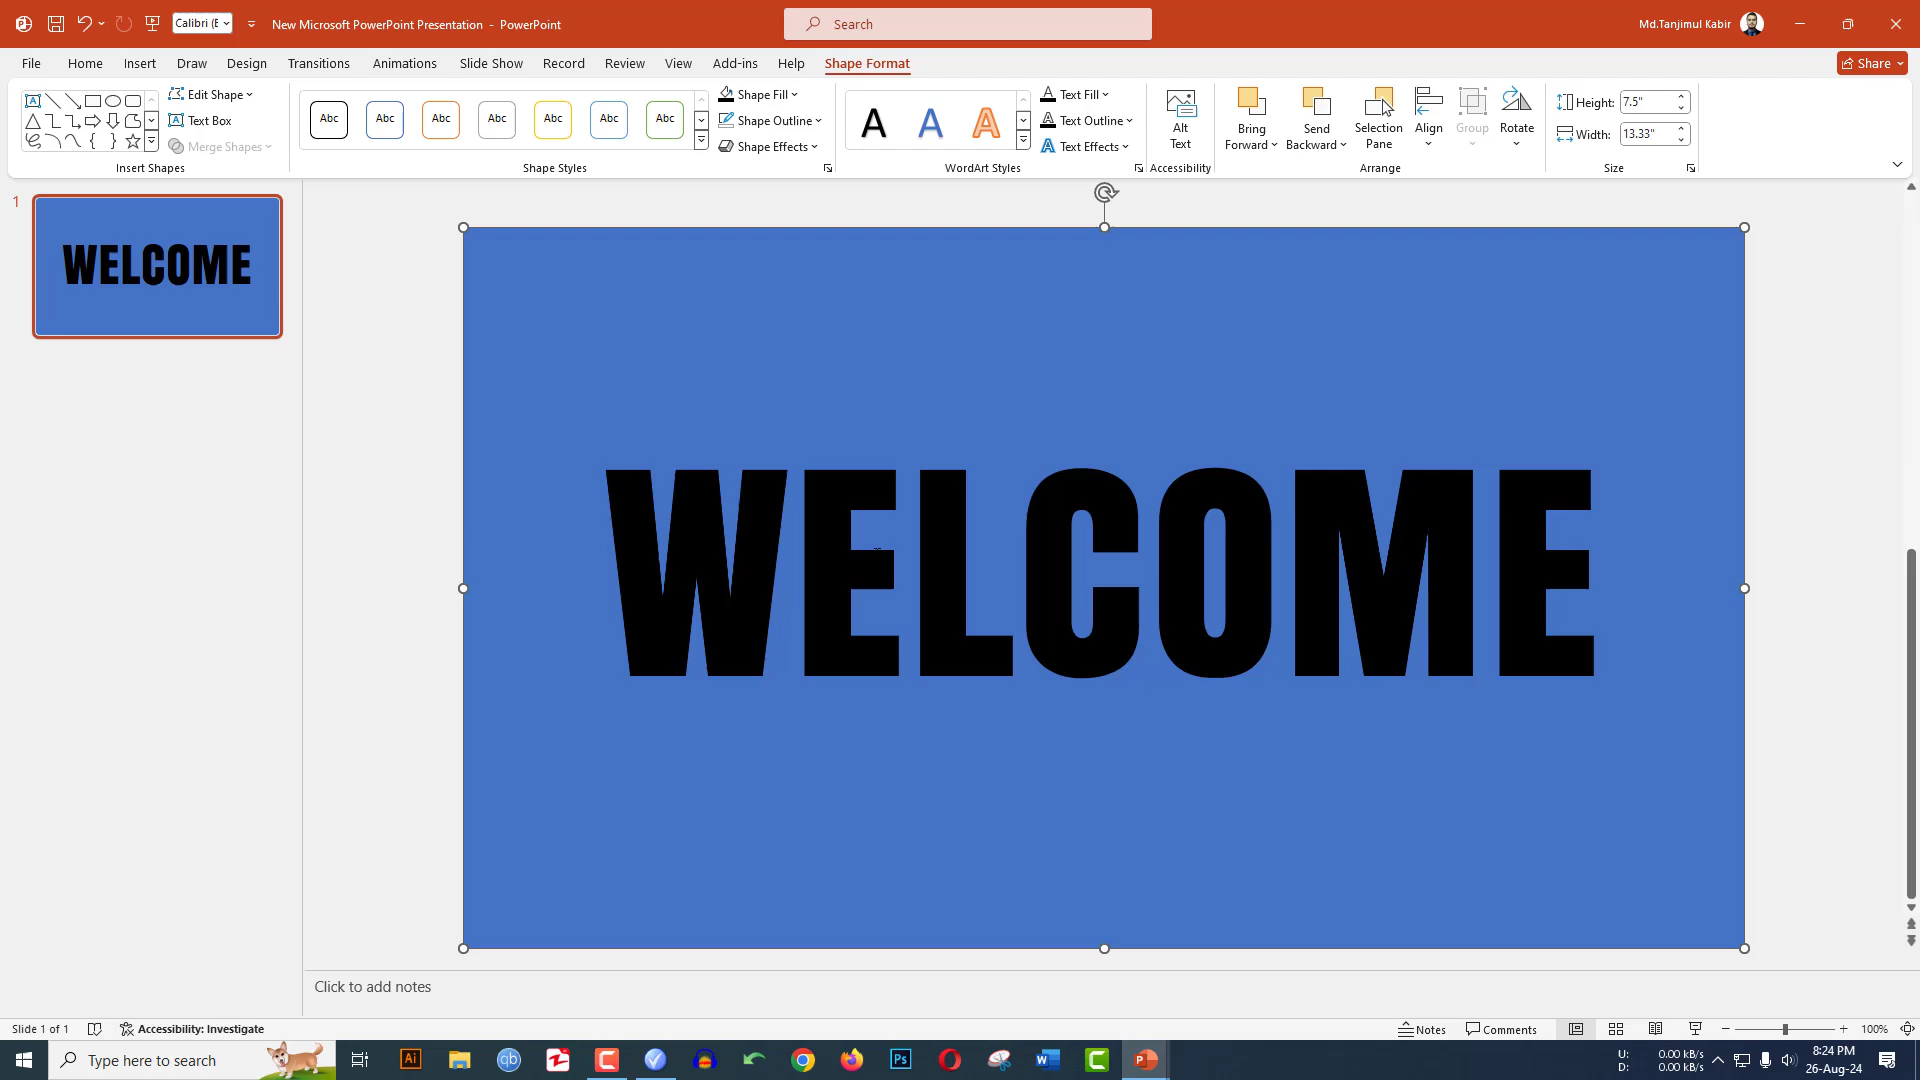 Calibri (E
New Microsoft PowerPoint Presentation - PowerPoint
Search
Md.Tanjimul Kabir
File Home Insert Draw Design Transitions Animations Slide Show Record Review View Add-ins Help Shape Format
Share
Edit Shape
Text Box
Merge Shapes
Insert Shapes
Abc Abc Abc Abc Abc Abc Abc
Shape Fill
Shape Outline
Shape Effects
Shape Styles
A A A
Text Fill
Text Outline
Text Effects
WordArt Styles
Alt Text
Accessibility
Bring Forward
Send Backward
Selection Pane
Align
Group
Rotate
Arrange
Height: 7.5"
Width: 13.33"
Size
1
WELCOME
WELCOME
Click to add notes
Slide 1 of 1
Accessibility: Investigate
Notes
Comments
100%
Type here to search
Ai
qb
Ps
U: 0.00 kB/s
D: 0.00 kB/s
8:24 PM
26-Aug-24